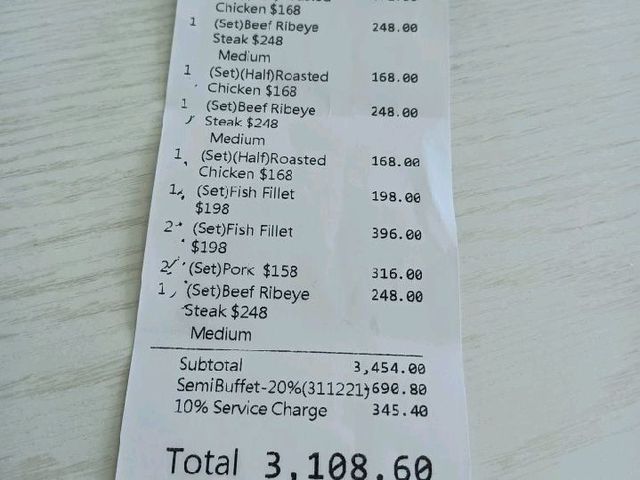 Chicken $168
1 (Set)Beef Ribeye 248.00
Steak $248
Medium
1 (Set)(Half)Roasted 168.00
Chicken $168
1 (Set)Beef Ribeye 248.00
Steak $248
Medium
1 (Set)(Half)Roasted 168.00
Chicken $168
1 (Set)Fish Fillet 198.00
$198
2 (Set)Fish Fillet 396.00
$198
2 (Set)Pork $158 316.00
1 (Set)Beef Ribeye 248.00
Steak $248
Medium
Subtotal 3,454.00
SemiBuffet-20%(311221)-690.80
10% Service Charge 345.40
Total 3,108.60